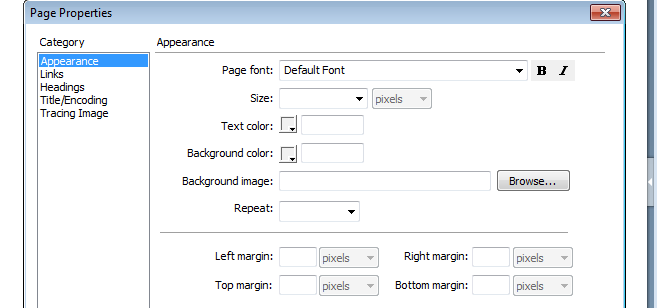 Page Properties
Category
Appearance
Links
Headings
Title/Encoding
Tracing Image
Appearance
Page font: Default Font B I
Size: pixels
Text color:
Background color:
Background image: Browse...
Repeat:
Left margin: pixels Right margin: pixels
Top margin: pixels Bottom margin: pixels